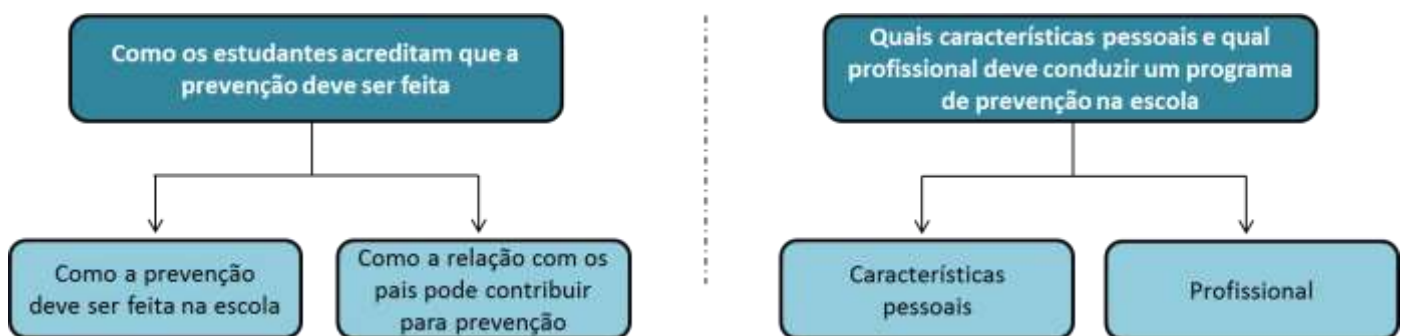 Como os estudantes acreditam que a
prevenção deve ser feita
Quais característícas pessoais e qual
profissional deve conduzir um programa
de prevenção na escola
Como a prevenção
deve ser feita na escola
Como a relação com os
pais pode contribuir
para prevenção
Característícas
pessoais
Profissional